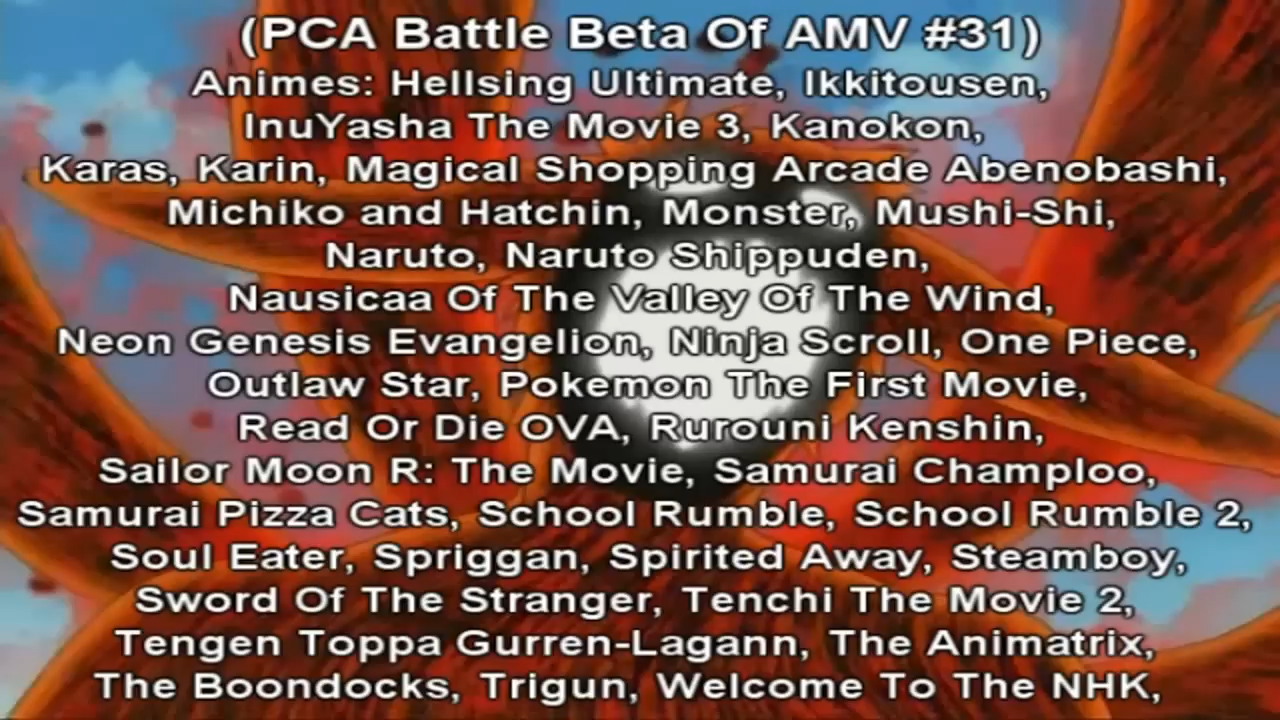 (PCA Battle Beta Of AMV #31)
Animes: Hellsing Ultimate, Ikkitousen,
InuYasha The Movie 3, Kanokon,
Karas, Karin, Magical Shopping Arcade Abenobashi,
Michiko and Hatchin, Monster, Mushi-Shi,
Naruto, Naruto Shippuden,
Nausicaa Of The Valley Of The Wind,
Neon Genesis Evangelion, Ninja Scroll, One Piece,
Outlaw Star, Pokemon The First Movie,
Read Or Die OVA, Rurouni Kenshin,
Sailor Moon R: The Movie, Samurai Champloo,
Samurai Pizza Cats, School Rumble, School Rumble 2,
Soul Eater, Spriggan, Spirited Away, Steamboy,
Sword Of The Stranger, Tenchi The Movie 2,
Tengen Toppa Gurren-Lagann, The Animatrix,
The Boondocks, Trigun, Welcome To The NHK,